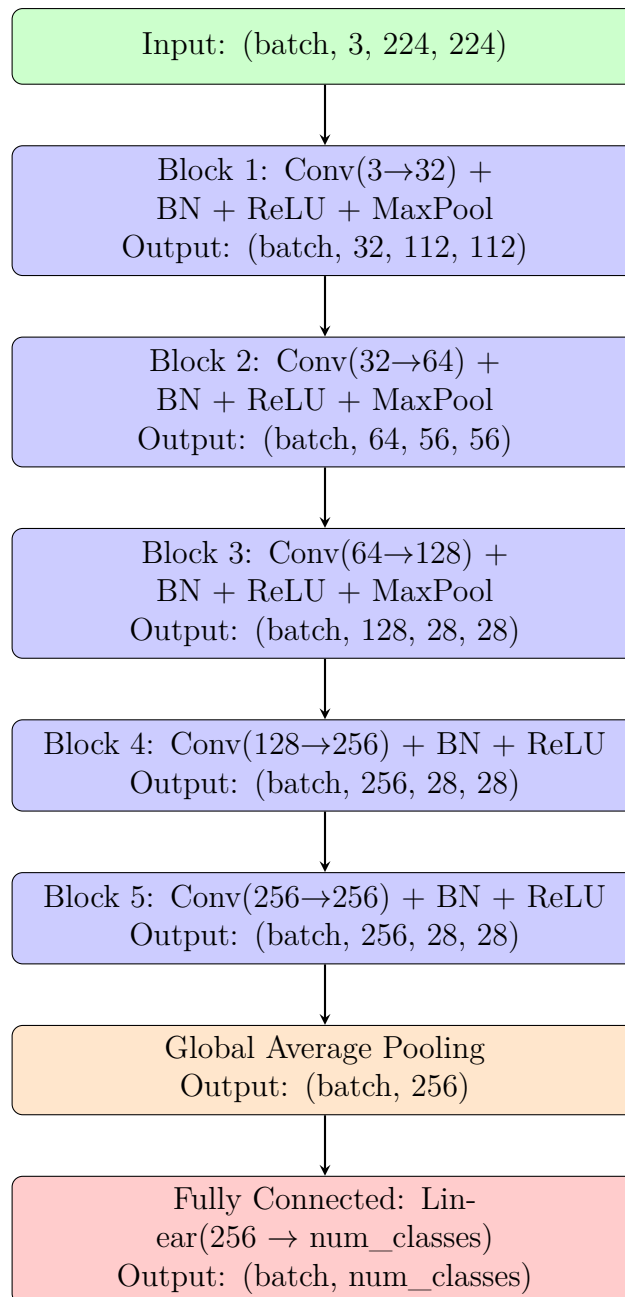 Input: (batch, 3, 224, 224)
Block 1: Conv(3→32) +
BN + ReLU + MaxPool
Output: (batch, 32, 112, 112)
Block 2: Conv(32→64) +
BN + ReLU + MaxPool
Output: (batch, 64, 56, 56)
Block 3: Conv(64→128) +
BN + ReLU + MaxPool
Output: (batch, 128, 28, 28)
Block 4: Conv(128→256) + BN + ReLU
Output: (batch, 256, 28, 28)
Block 5: Conv(256→256) + BN + ReLU
Output: (batch, 256, 28, 28)
Global Average Pooling
Output: (batch, 256)
Fully Connected: Lin-
ear(256 → num_classes)
Output: (batch, num_classes)